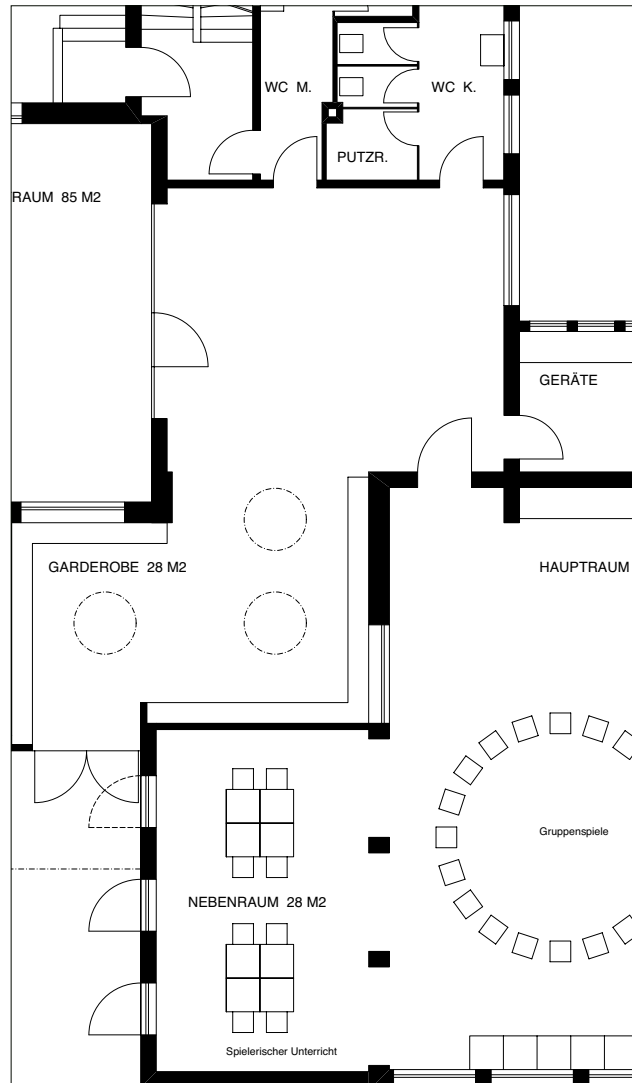 WC M.
WC K.
PUTZR.
RAUM 85 M2
GERÄTE
GARDEROBE 28 M2
HAUPTRAUM
Gruppenspiele
NEBENRAUM 28 M2
Spielerischer Unterricht